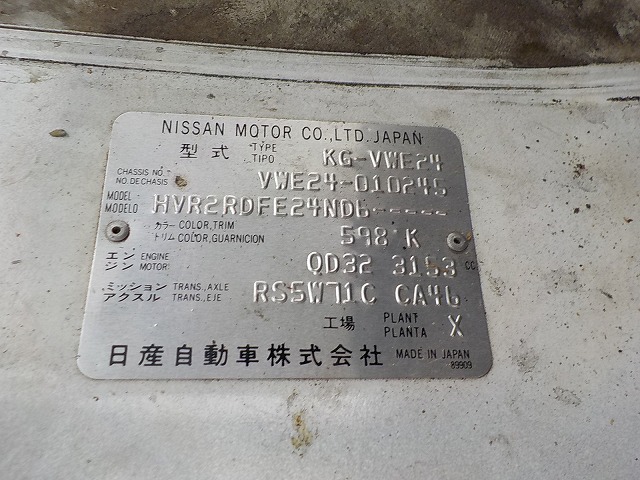 NISSAN MOTOR CO.,LTD. JAPAN
型式 TYPE TIPO KG-VWE24
CHASSIS NO. NO. DE CHASIS VWE24-010245
MODEL MODELO HVR2RDFE24ND6-----
カラー COLOR,TRIM トリム COLOR,GUARNICION 598 K
エンジン ENGINE MOTOR QD32 3153 CC
ミッション TRANS.,AXLE アクスル TRANS.,EJE RS5W71C CA46
工場 PLANT PLANTA X
日産自動車株式会社 MADE IN JAPAN
89909